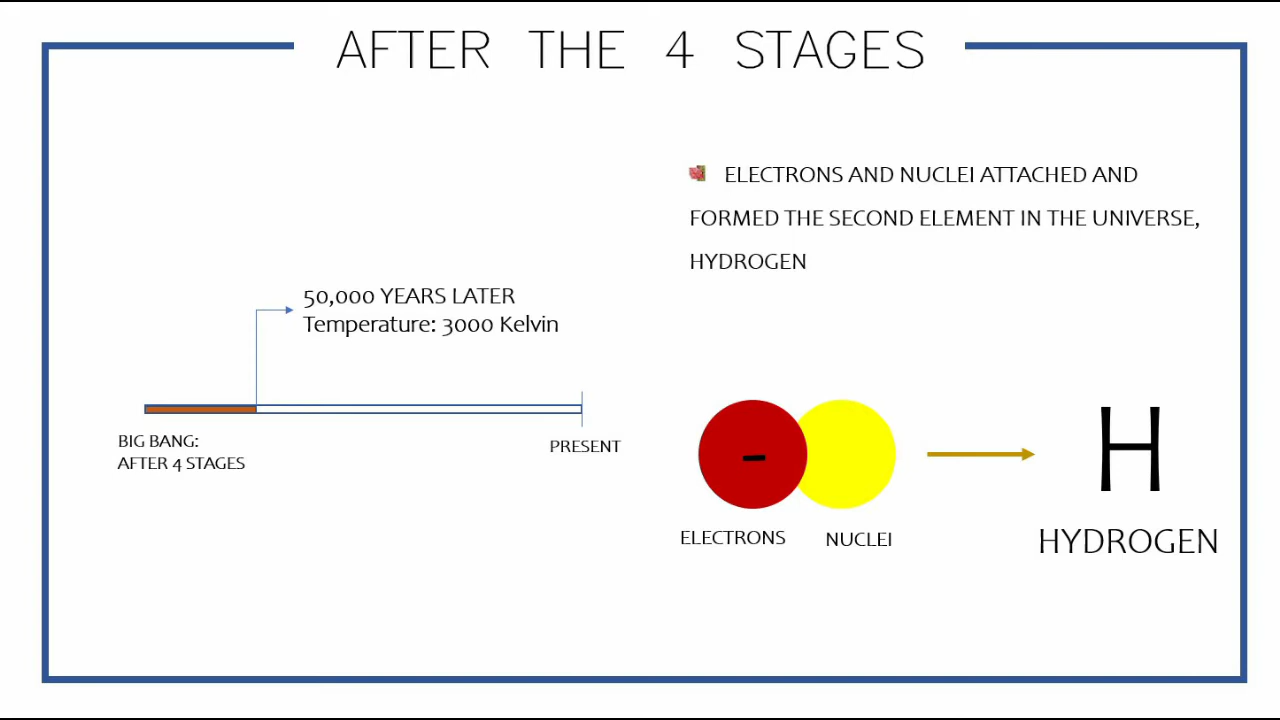 AFTER THE 4 STAGES
ELECTRONS AND NUCLEI ATTACHED AND
FORMED THE SECOND ELEMENT IN THE UNIVERSE,
HYDROGEN
50,000 YEARS LATER
Temperature: 3000 Kelvin
BIG BANG:
AFTER 4 STAGES
PRESENT
-
ELECTRONS
NUCLEI
H
HYDROGEN